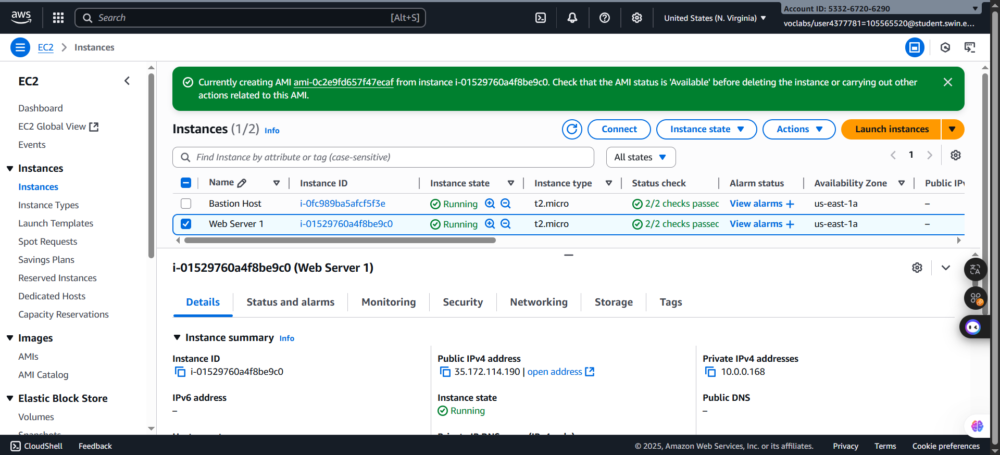 aws
Search [Alt+S]
United States (N. Virginia)
Account ID: 5332-6720-6290
voclabs/user4377781=105565520@student.swin.e...
EC2 Instances
EC2
Dashboard
EC2 Global View
Events
Instances
Instances
Instance Types
Launch Templates
Spot Requests
Savings Plans
Reserved Instances
Dedicated Hosts
Capacity Reservations
Images
AMIs
AMI Catalog
Elastic Block Store
Volumes
Snapshots
Currently creating AMI ami-0c2e9fd657f47ecaf from instance i-01529760a4f8be9c0. Check that the AMI status is 'Available' before deleting the instance or carrying out other
actions related to this AMI.
Instances (1/2) Info
Connect Instance state Actions Launch instances
Find Instance by attribute or tag (case-sensitive) All states 1
Name Instance ID Instance state Instance type Status check Alarm status Availability Zone Public IPv
Bastion Host i-0fc989ba5afcf5f3e Running t2.micro 2/2 checks passed View alarms + us-east-1a –
Web Server 1 i-01529760a4f8be9c0 Running t2.micro 2/2 checks passed View alarms + us-east-1a –
i-01529760a4f8be9c0 (Web Server 1)
Details Status and alarms Monitoring Security Networking Storage Tags
Instance summary Info
Instance ID
i-01529760a4f8be9c0
Public IPv4 address
35.172.114.190 | open address
Private IPv4 addresses
10.0.0.168
IPv6 address
–
Instance state
Running
Public DNS
–
CloudShell Feedback © 2025, Amazon Web Services, Inc. or its affiliates. Privacy Terms Cookie preferences